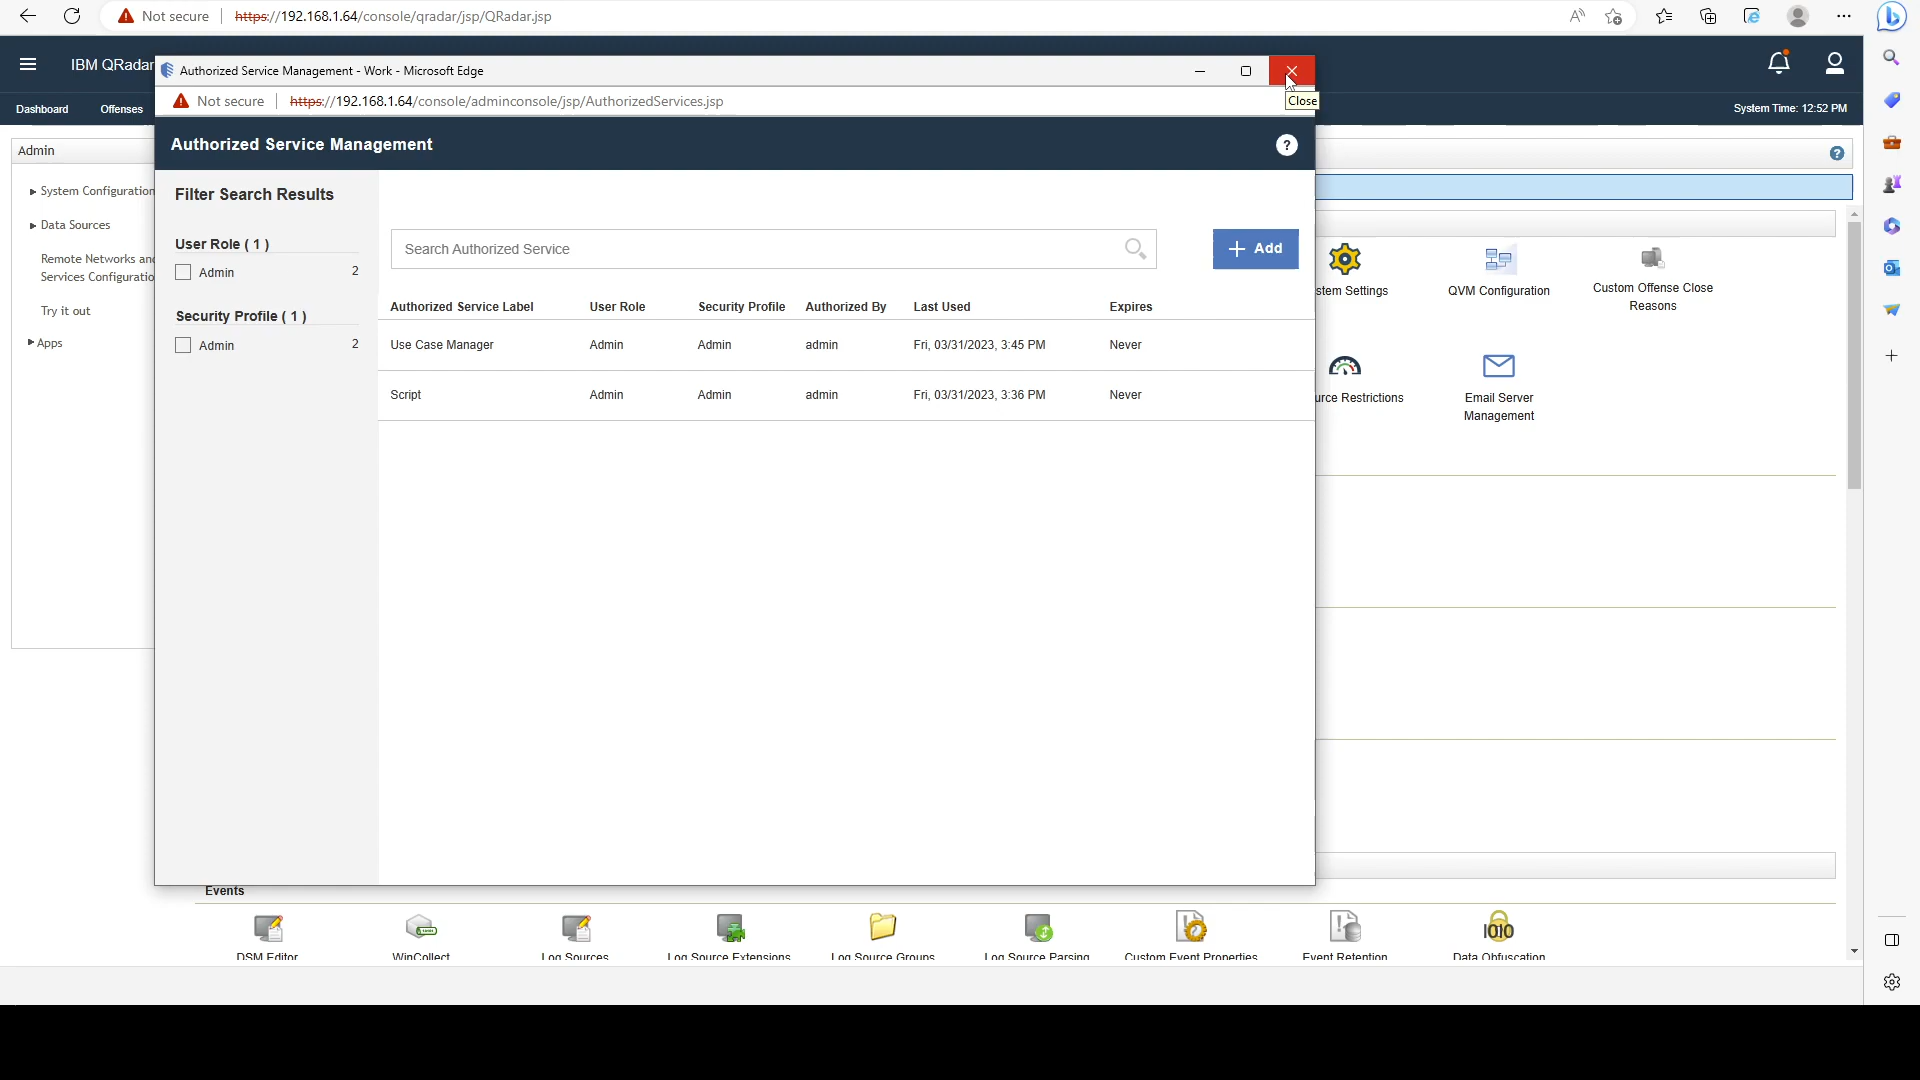 Not secure https://192.168.1.64/console/qradar/jsp/QRadar.jsp
IBM QRadar
Authorized Service Management - Work - Microsoft Edge
Not secure https://192.168.1.64/console/adminconsole/jsp/AuthorizedServices.jsp
Close
Dashboard Offenses
System Time: 12:52 PM
Authorized Service Management
?
Admin
System Configuration
Data Sources
Remote Networks and
Services Configuratio
Try it out
Apps
Filter Search Results
User Role ( 1 )
Admin 2
Security Profile ( 1 )
Admin 2
Search Authorized Service
+ Add
Authorized Service Label User Role Security Profile Authorized By Last Used Expires
Use Case Manager Admin Admin admin Fri, 03/31/2023, 3:45 PM Never
Script Admin Admin admin Fri, 03/31/2023, 3:36 PM Never
?
stem Settings
QVM Configuration
Custom Offense Close
Reasons
urce Restrictions
Email Server
Management
Events
DSM Editor WinCollect Log Sources Log Source Extensions Log Source Groups Log Source Parsing Custom Event Properties Event Retention Data Obfuscation